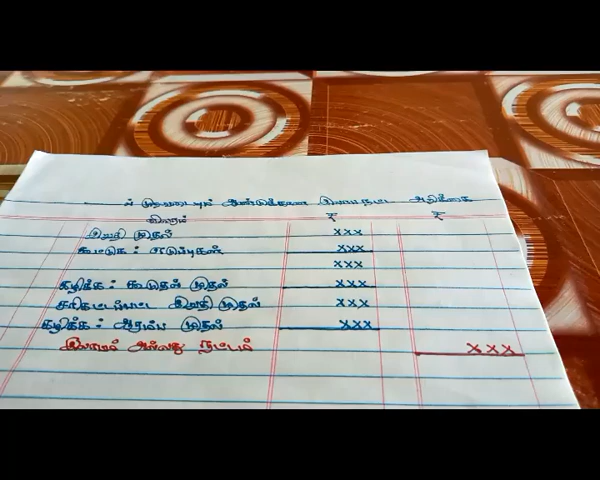 ல் முடிவடையும் ஆண்டுக்கான இலாபநட்ட அறிக்கை
விவரம் ₹ ₹
இறுதி முதல் xxx
கூட்டுக : எடுப்புகள் xxx
xxx
கழிக்க : கூடுதல் முதல் xxx
சரிகட்டப்பட்ட இறுதி முதல் xxx
கழிக்க : ஆரம்ப முதல் xxx
இலாபம் அல்லது நட்டம் xxx